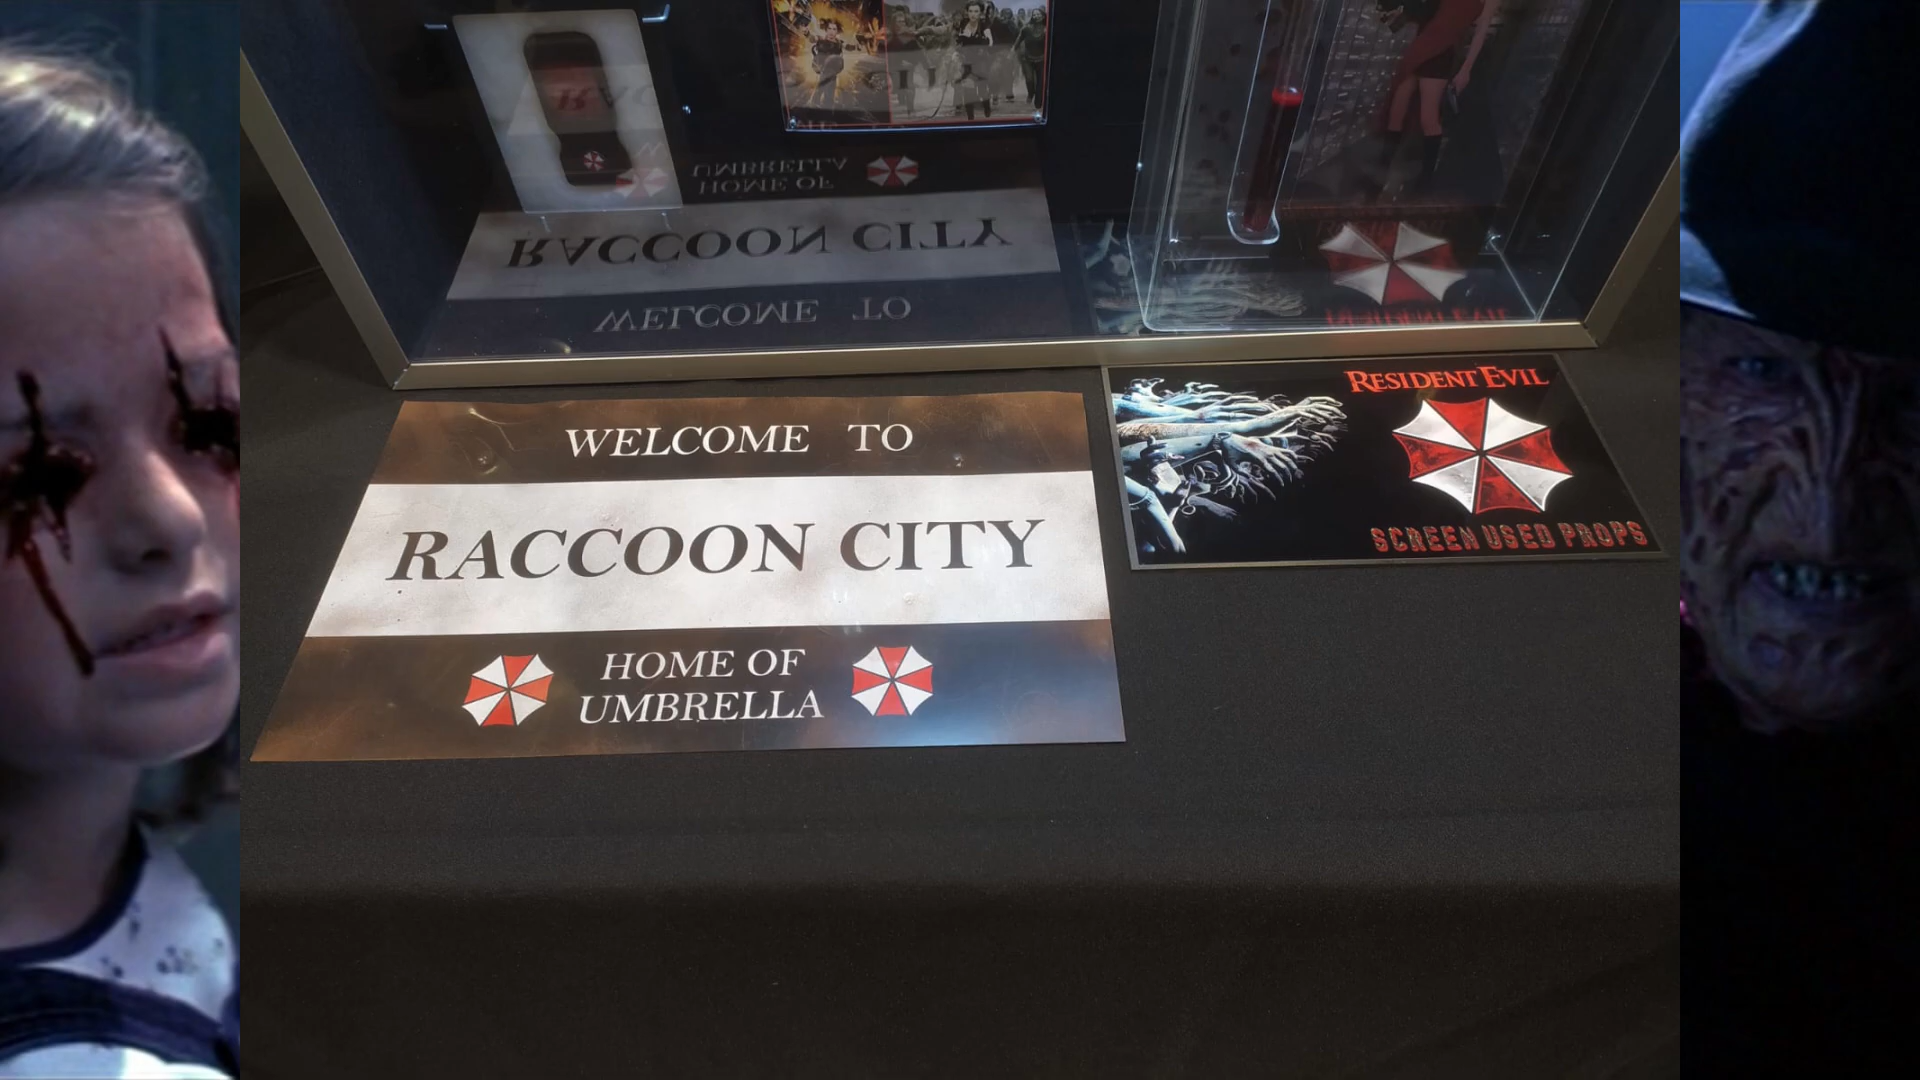 WELCOME TO
RACCOON CITY
HOME OF
UMBRELLA
RESIDENT EVIL
SCREEN USED PROPS